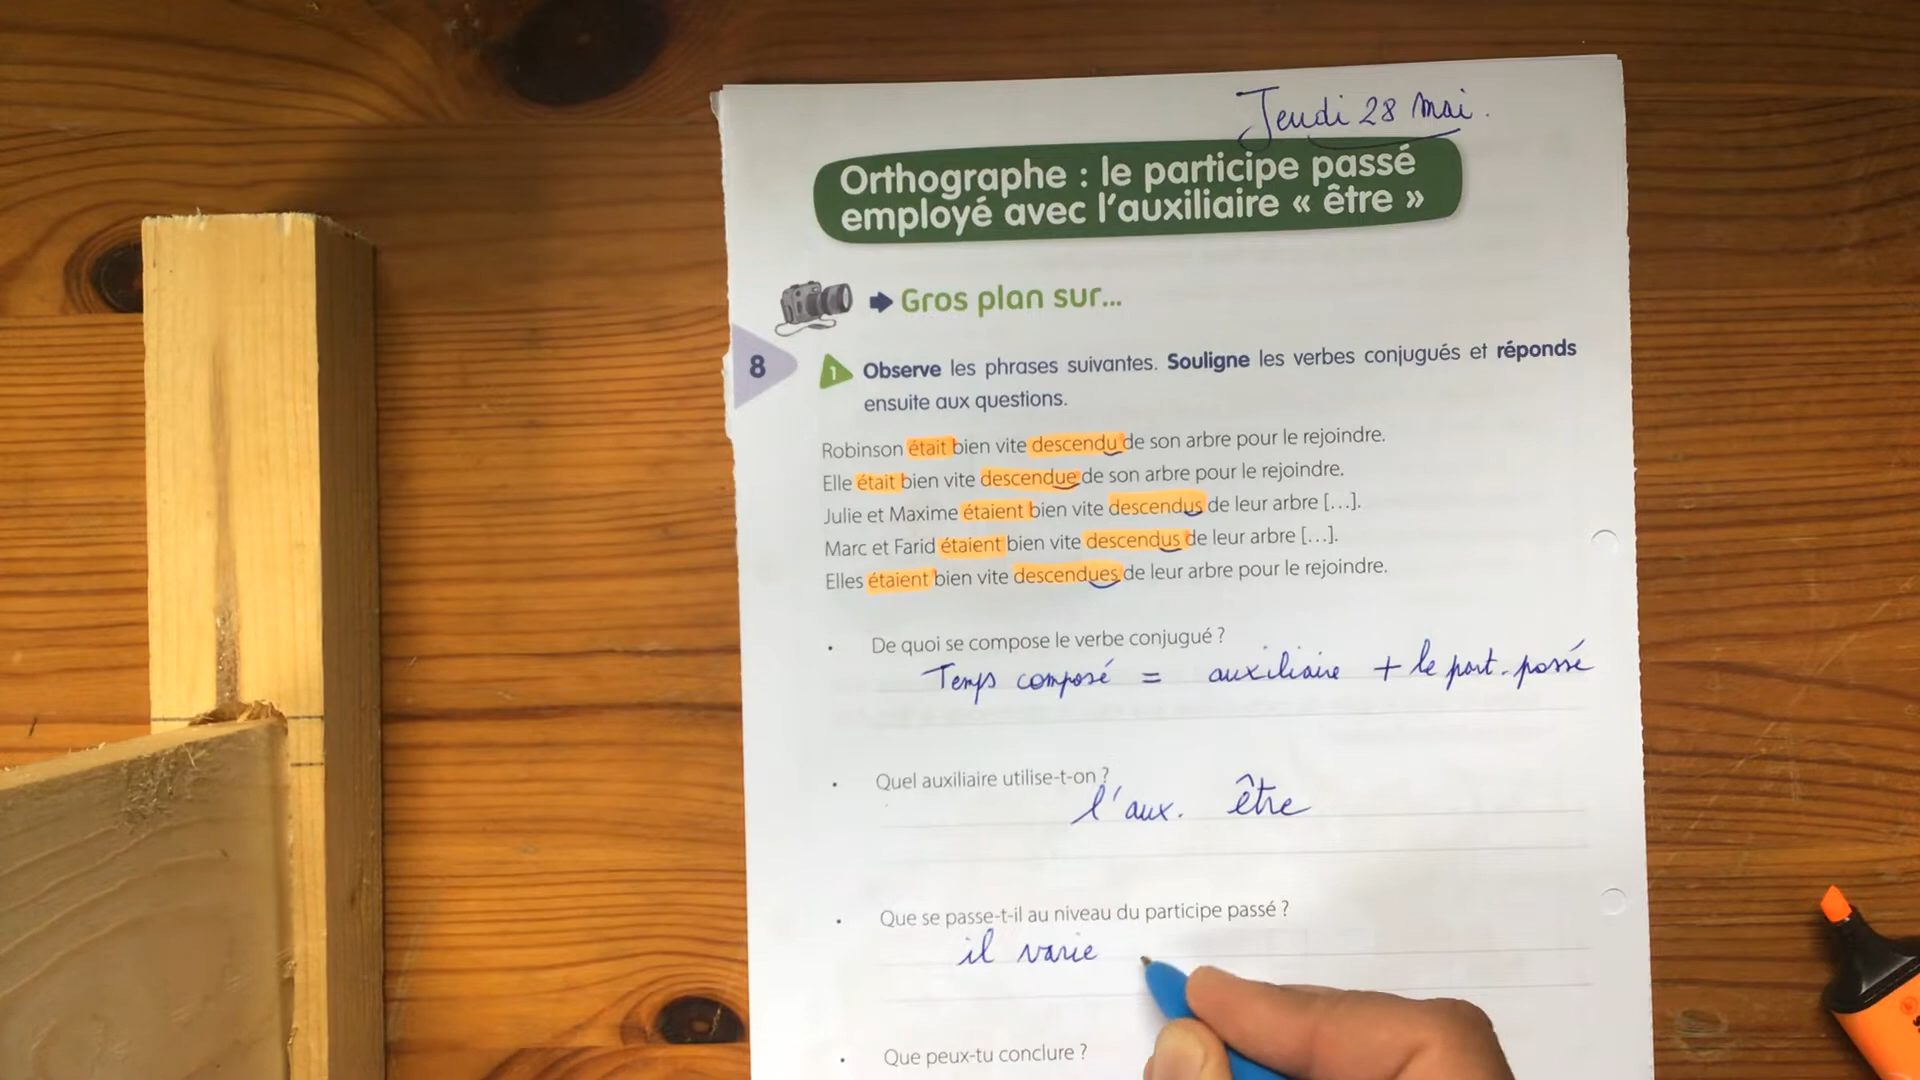 Jeudi 28 mai.
Orthographe : le participe passé
employé avec l'auxiliaire « être »
Gros plan sur...
8
1 Observe les phrases suivantes. Souligne les verbes conjugués et réponds
ensuite aux questions.
Robinson était bien vite descendu de son arbre pour le rejoindre.
Elle était bien vite descendue de son arbre pour le rejoindre.
Julie et Maxime étaient bien vite descendus de leur arbre [...].
Marc et Farid étaient bien vite descendus de leur arbre [...].
Elles étaient bien vite descendues de leur arbre pour le rejoindre.
• De quoi se compose le verbe conjugué ?
Temps composé = auxiliaire + le part. passé
• Quel auxiliaire utilise-t-on ?
l'aux. être
• Que se passe-t-il au niveau du participe passé ?
il varie
• Que peux-tu conclure ?